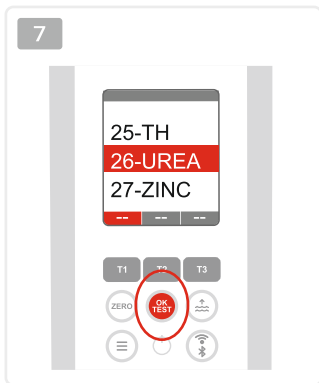 7
25-TH
26-UREA
27-ZINC
-- -- --
T1 T2 T3
ZERO
OK
TEST